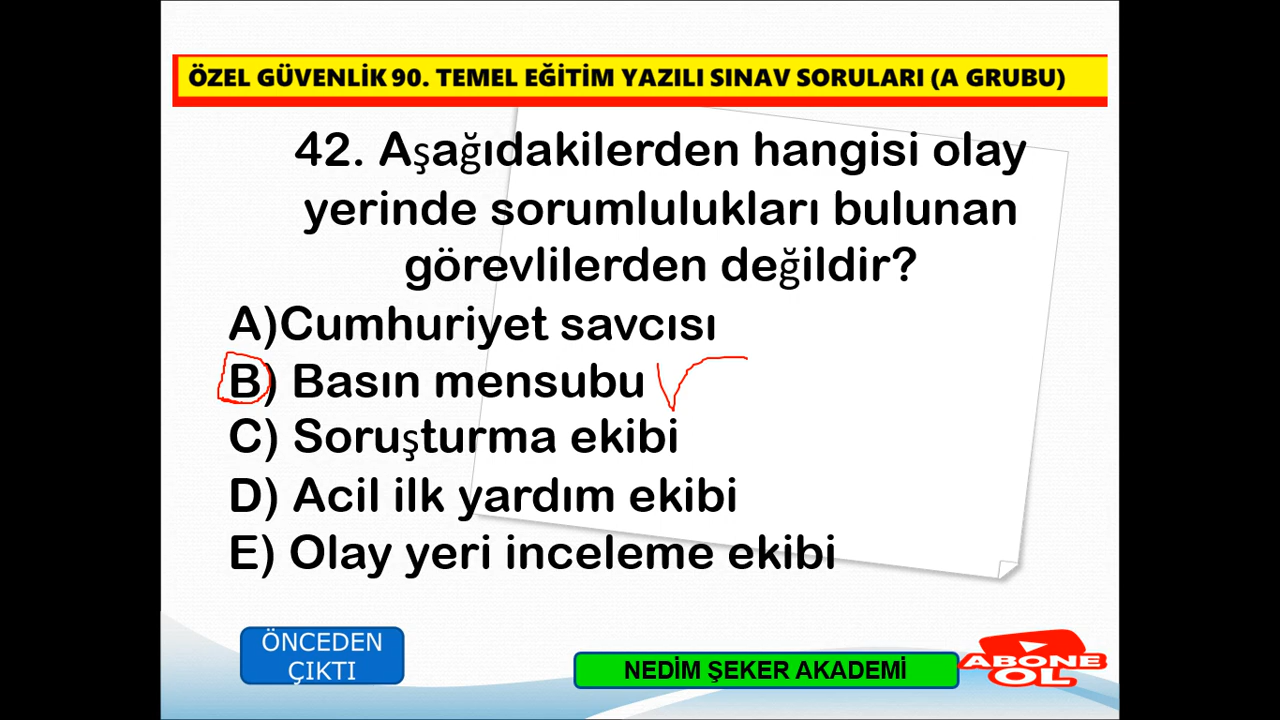 ÖZEL GÜVENLİK 90. TEMEL EĞİTİM YAZILI SINAV SORULARI (A GRUBU)
42. Aşağıdakilerden hangisi olay
yerinde sorumlulukları bulunan
görevlilerden değildir?
A)Cumhuriyet savcısı
B) Basın mensubu
C) Soruşturma ekibi
D) Acil ilk yardım ekibi
E) Olay yeri inceleme ekibi
ÖNCEDEN
ÇIKTI
NEDİM ŞEKER AKADEMİ
ABONE
OL